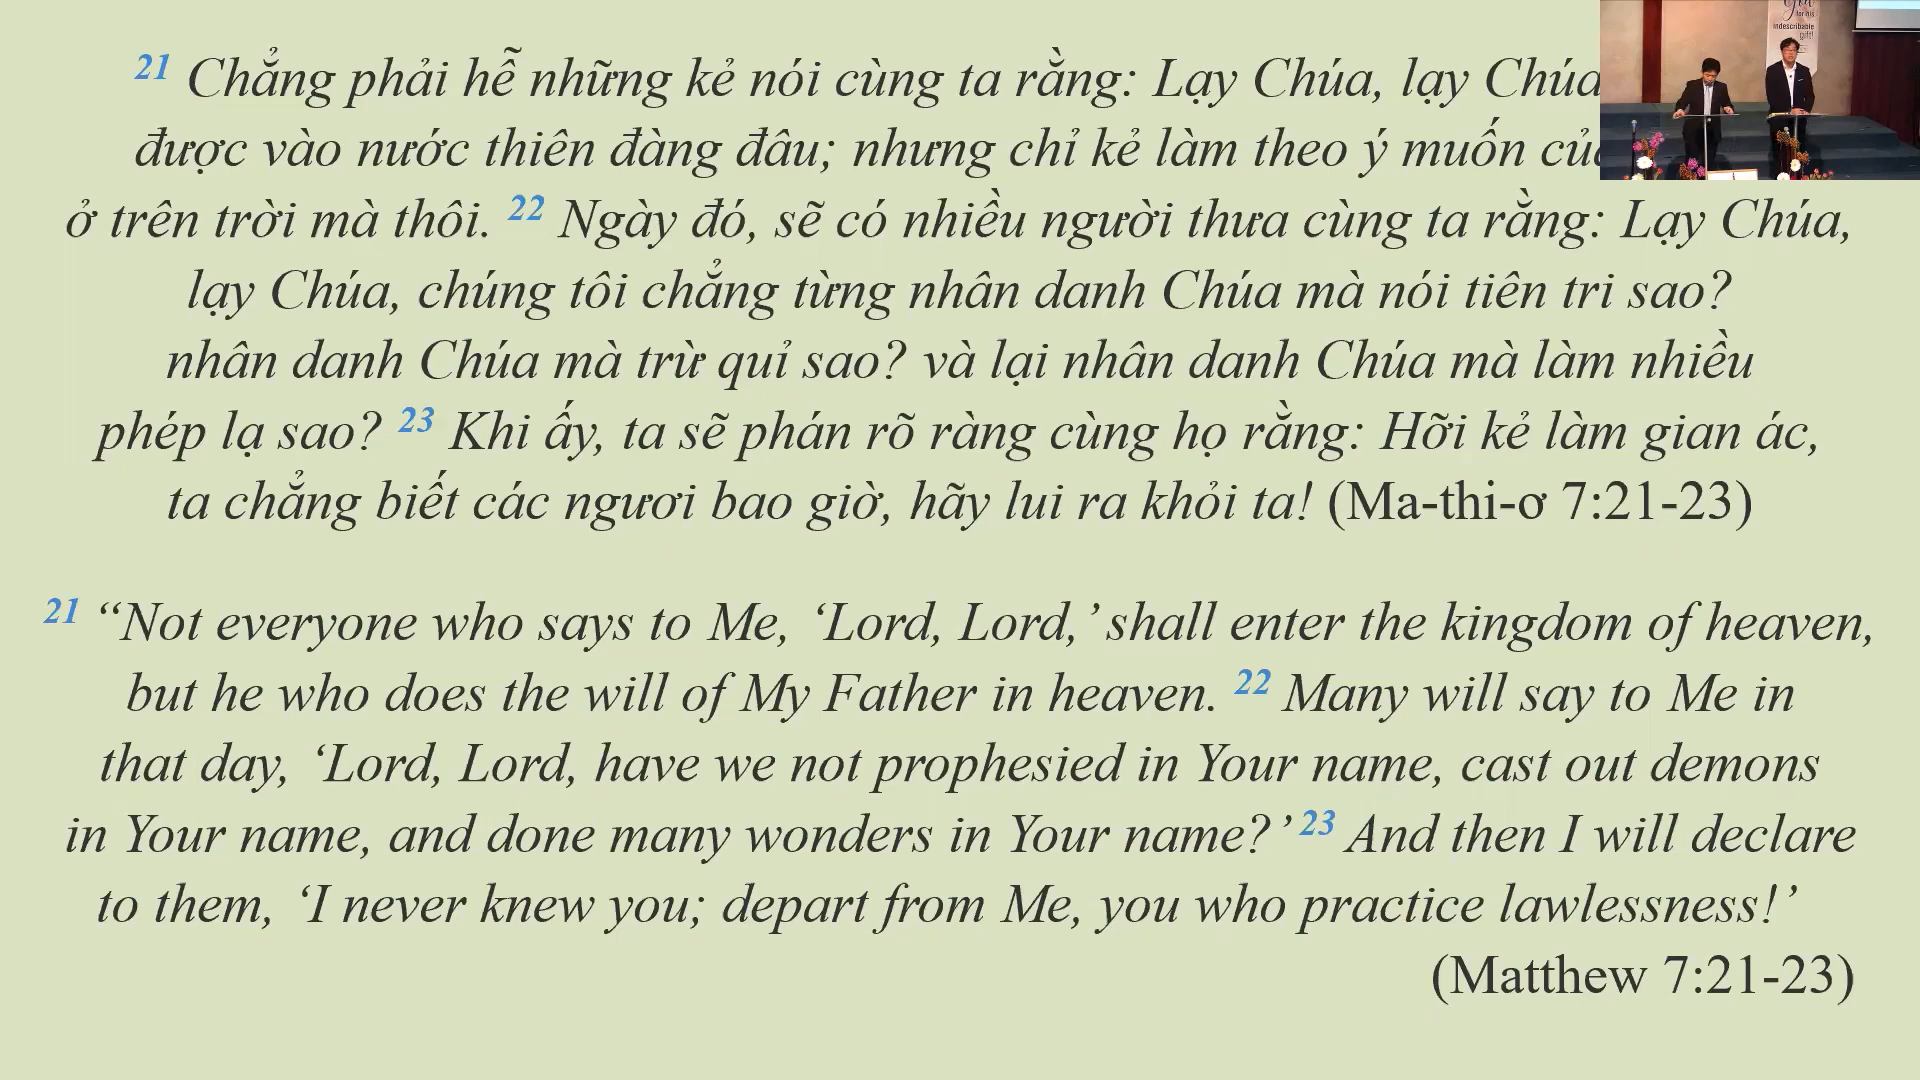 21 Chẳng phải hễ những kẻ nói cùng ta rằng: Lạy Chúa, lạy Chúa
được vào nước thiên đàng đâu; nhưng chỉ kẻ làm theo ý muốn
ở trên trời mà thôi. 22 Ngày đó, sẽ có nhiều người thưa cùng ta rằng: Lạy Chúa,
lạy Chúa, chúng tôi chẳng từng nhân danh Chúa mà nói tiên tri sao?
nhân danh Chúa mà trừ quỉ sao? và lại nhân danh Chúa mà làm nhiều
phép lạ sao? 23 Khi ấy, ta sẽ phán rõ ràng cùng họ rằng: Hỡi kẻ làm gian ác,
ta chẳng biết các ngươi bao giờ, hãy lui ra khỏi ta! (Ma-thi-ơ 7:21-23)
21 “Not everyone who says to Me, ‘Lord, Lord,’ shall enter the kingdom of heaven,
but he who does the will of My Father in heaven. 22 Many will say to Me in
that day, ‘Lord, Lord, have we not prophesied in Your name, cast out demons
in Your name, and done many wonders in Your name?’ 23 And then I will declare
to them, ‘I never knew you; depart from Me, you who practice lawlessness!’
(Matthew 7:21-23)
God
for his
indescribable
gift!